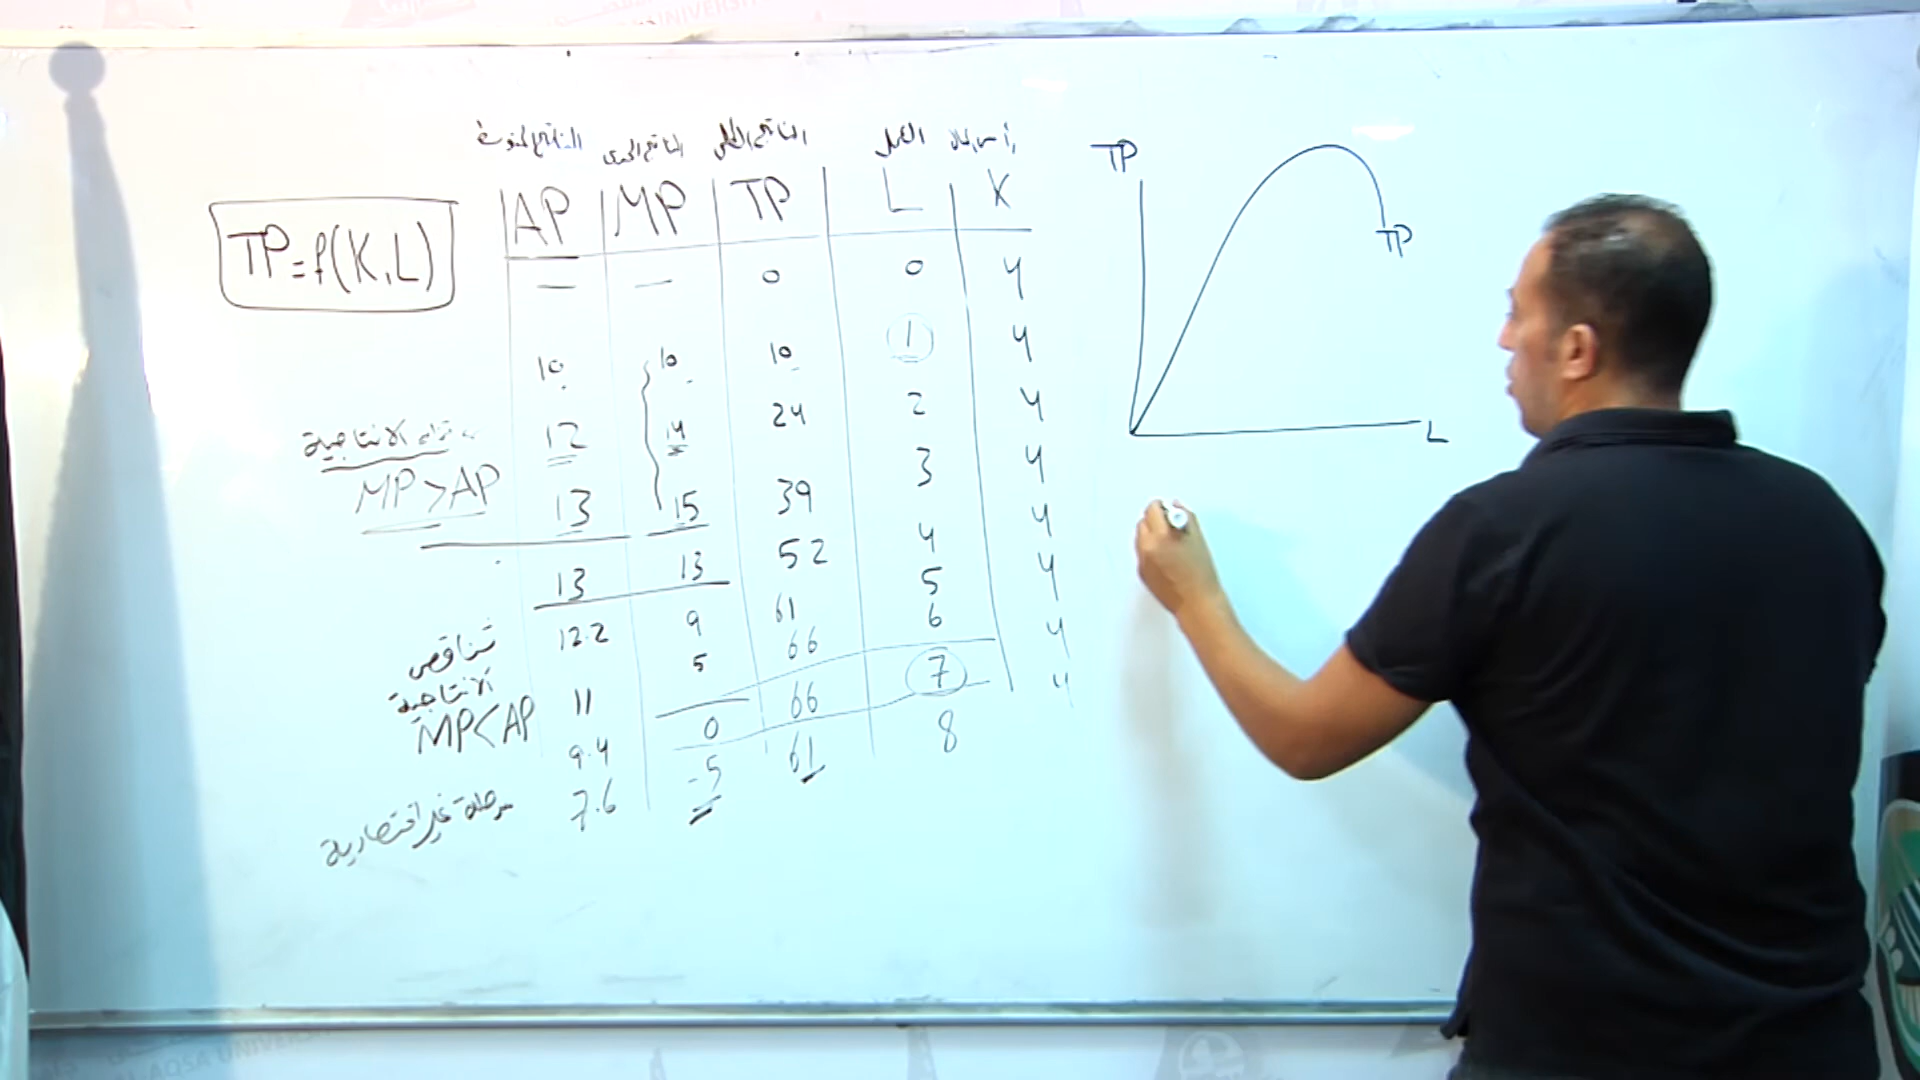 الناتج المتوسط الناتج الحدي الناتج الكلي العمل رأس المال
AP MP TP L K
TP=f(K,L)
— — 0 0 4
10 10 10 1 4
12 14 24 2 4
13 15 39 3 4
13 13 52 4 4
12.2 9 61 5 4
11 5 66 6 4
9.4 0 66 7 4
7.6 -5 61 8
تزايد الانتاجية
MP>AP
تناقص
الانتاجية
MP<AP
مرحلة غير اقتصادية
TP
TP
L
AL-AQSA UNIVERSITY